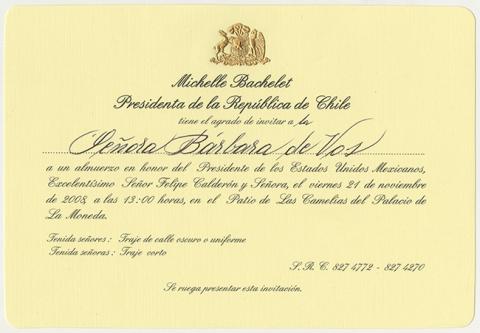 Michelle Bachelet
Presidenta de la República de Chile
tiene el agrado de invitar a la
Señora Bárbara de Vos
a un almuerzo en honor del Presidente de los Estados Unidos Mexicanos,
Excelentísimo Señor Felipe Calderón y Señora, el viernes 21 de noviembre
de 2008, a las 13:00 horas, en el Patio de Las Camelias del Palacio de
La Moneda.
Tenida señores: Traje de calle oscuro o uniforme
Tenida señoras: Traje corto
S. R. C. 827 4772 - 827 4270
Se ruega presentar esta invitación.